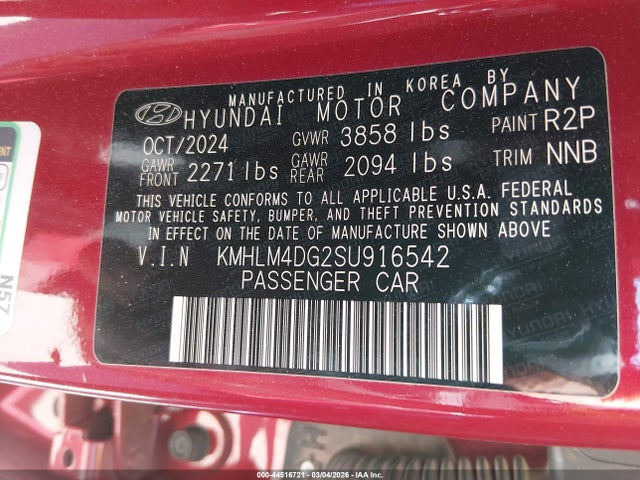 MANUFACTURED IN KOREA BY
HYUNDAI MOTOR COMPANY
OCT/2024 GVWR 3858 lbs PAINT R2P
GAWR FRONT 2271 lbs GAWR REAR 2094 lbs TRIM NNB
THIS VEHICLE CONFORMS TO ALL APPLICABLE U.S.A. FEDERAL
MOTOR VEHICLE SAFETY, BUMPER, AND THEFT PREVENTION STANDARDS
IN EFFECT ON THE DATE OF MANUFACTURE SHOWN ABOVE
V.I.N KMHLM4DG2SU916542
PASSENGER CAR
N57
000-44516721 - 03/04/2026 - IAA Inc.